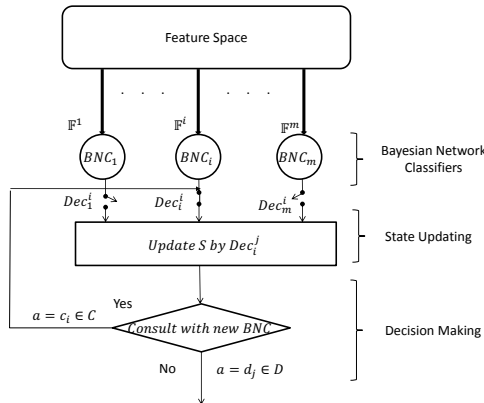 Feature Space
. . . . . . . .
𝔽¹ 𝔽ⁱ 𝔽ᵐ
BNC₁ BNCᵢ BNCₘ
Bayesian Network
Classifiers
Dec₁ⁱ Decᵢⁱ Decₘⁱ
Update S by Decᵢʲ
State Updating
Yes
a = cᵢ ∈ C
Consult with new BNC
Decision Making
No
a = dⱼ ∈ D